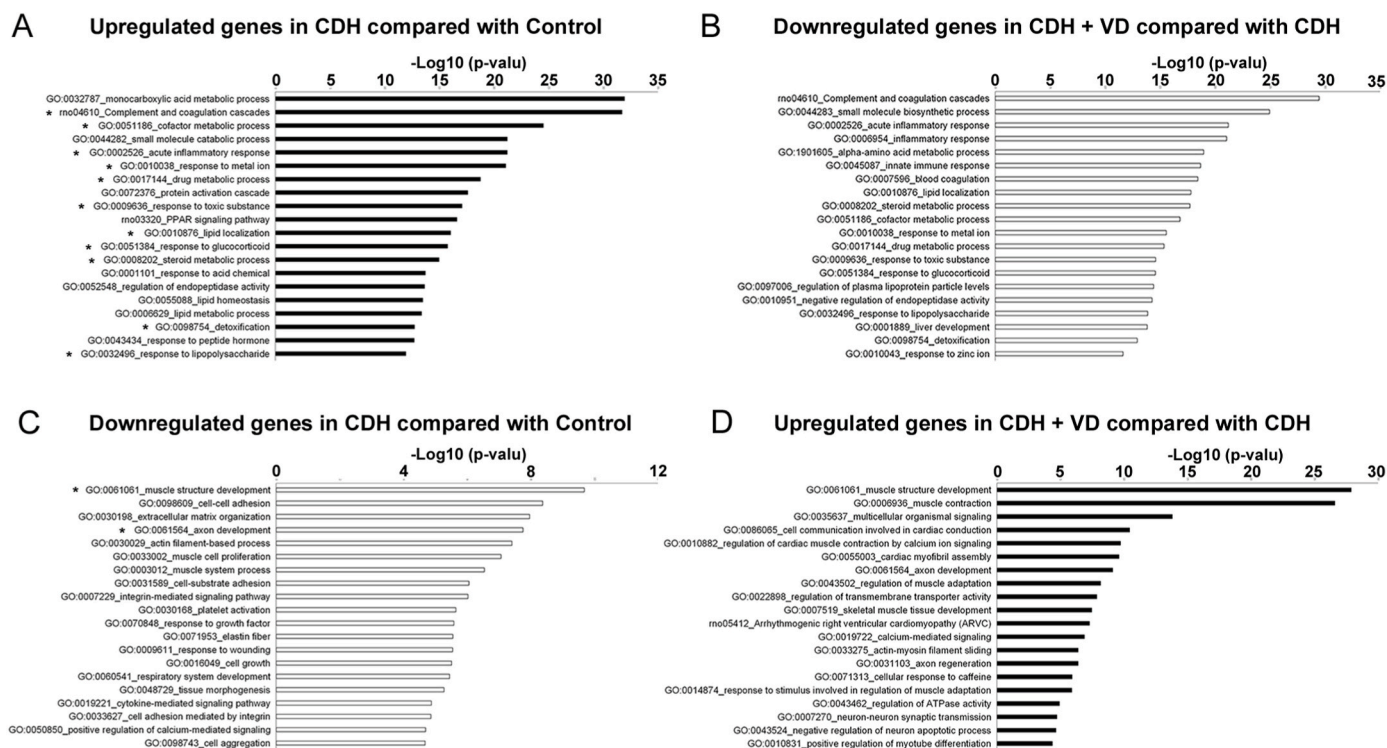 A
Upregulated genes in CDH compared with Control
-Log10 (p-valu)
0 5 10 15 20 25 30 35
GO:0032787_monocarboxylic acid metabolic process
* rno04610_Complement and coagulation cascades
* GO:0051186_cofactor metabolic process
GO:0044282_small molecule catabolic process
* GO:0002526_acute inflammatory response
* GO:0010038_response to metal ion
* GO:0017144_drug metabolic process
GO:0072376_protein activation cascade
* GO:0009636_response to toxic substance
rno03320_PPAR signaling pathway
* GO:0010876_lipid localization
* GO:0051384_response to glucocorticoid
* GO:0008202_steroid metabolic process
GO:0001101_response to acid chemical
GO:0052548_regulation of endopeptidase activity
GO:0055088_lipid homeostasis
GO:0006629_lipid metabolic process
* GO:0098754_detoxification
GO:0043434_response to peptide hormone
* GO:0032496_response to lipopolysaccharide
B
Downregulated genes in CDH + VD compared with CDH
-Log10 (p-valu)
0 5 10 15 20 25 30 35
rno04610_Complement and coagulation cascades
GO:0044283_small molecule biosynthetic process
GO:0002526_acute inflammatory response
GO:0006954_inflammatory response
GO:1901605_alpha-amino acid metabolic process
GO:0045087_innate immune response
GO:0007596_blood coagulation
GO:0010876_lipid localization
GO:0008202_steroid metabolic process
GO:0051186_cofactor metabolic process
GO:0010038_response to metal ion
GO:0017144_drug metabolic process
GO:0009636_response to toxic substance
GO:0051384_response to glucocorticoid
GO:0097006_regulation of plasma lipoprotein particle levels
GO:0010951_negative regulation of endopeptidase activity
GO:0032496_response to lipopolysaccharide
GO:0001889_liver development
GO:0098754_detoxification
GO:0010043_response to zinc ion
C
Downregulated genes in CDH compared with Control
-Log10 (p-valu)
0 4 8 12
* GO:0061061_muscle structure development
GO:0098609_cell-cell adhesion
GO:0030198_extracellular matrix organization
* GO:0061564_axon development
GO:0030029_actin filament-based process
GO:0033002_muscle cell proliferation
GO:0003012_muscle system process
GO:0031589_cell-substrate adhesion
GO:0007229_integrin-mediated signaling pathway
GO:0030168_platelet activation
GO:0070848_response to growth factor
GO:0071953_elastin fiber
GO:0009611_response to wounding
GO:0016049_cell growth
GO:0060541_respiratory system development
GO:0048729_tissue morphogenesis
GO:0019221_cytokine-mediated signaling pathway
GO:0033627_cell adhesion mediated by integrin
GO:0050850_positive regulation of calcium-mediated signaling
GO:0098743_cell aggregation
D
Upregulated genes in CDH + VD compared with CDH
-Log10 (p-valu)
0 5 10 15 20 25 30
GO:0061061_muscle structure development
GO:0006936_muscle contraction
GO:0035637_multicellular organismal signaling
GO:0086065_cell communication involved in cardiac conduction
GO:0010882_regulation of cardiac muscle contraction by calcium ion signaling
GO:0055003_cardiac myofibril assembly
GO:0061564_axon development
GO:0043502_regulation of muscle adaptation
GO:0022898_regulation of transmembrane transporter activity
GO:0007519_skeletal muscle tissue development
rno05412_Arrhythmogenic right ventricular cardiomyopathy (ARVC)
GO:0019722_calcium-mediated signaling
GO:0033275_actin-myosin filament sliding
GO:0031103_axon regeneration
GO:0071313_cellular response to caffeine
GO:0014874_response to stimulus involved in regulation of muscle adaptation
GO:0043462_regulation of ATPase activity
GO:0007270_neuron-neuron synaptic transmission
GO:0043524_negative regulation of neuron apoptotic process
GO:0010831_positive regulation of myotube differentiation